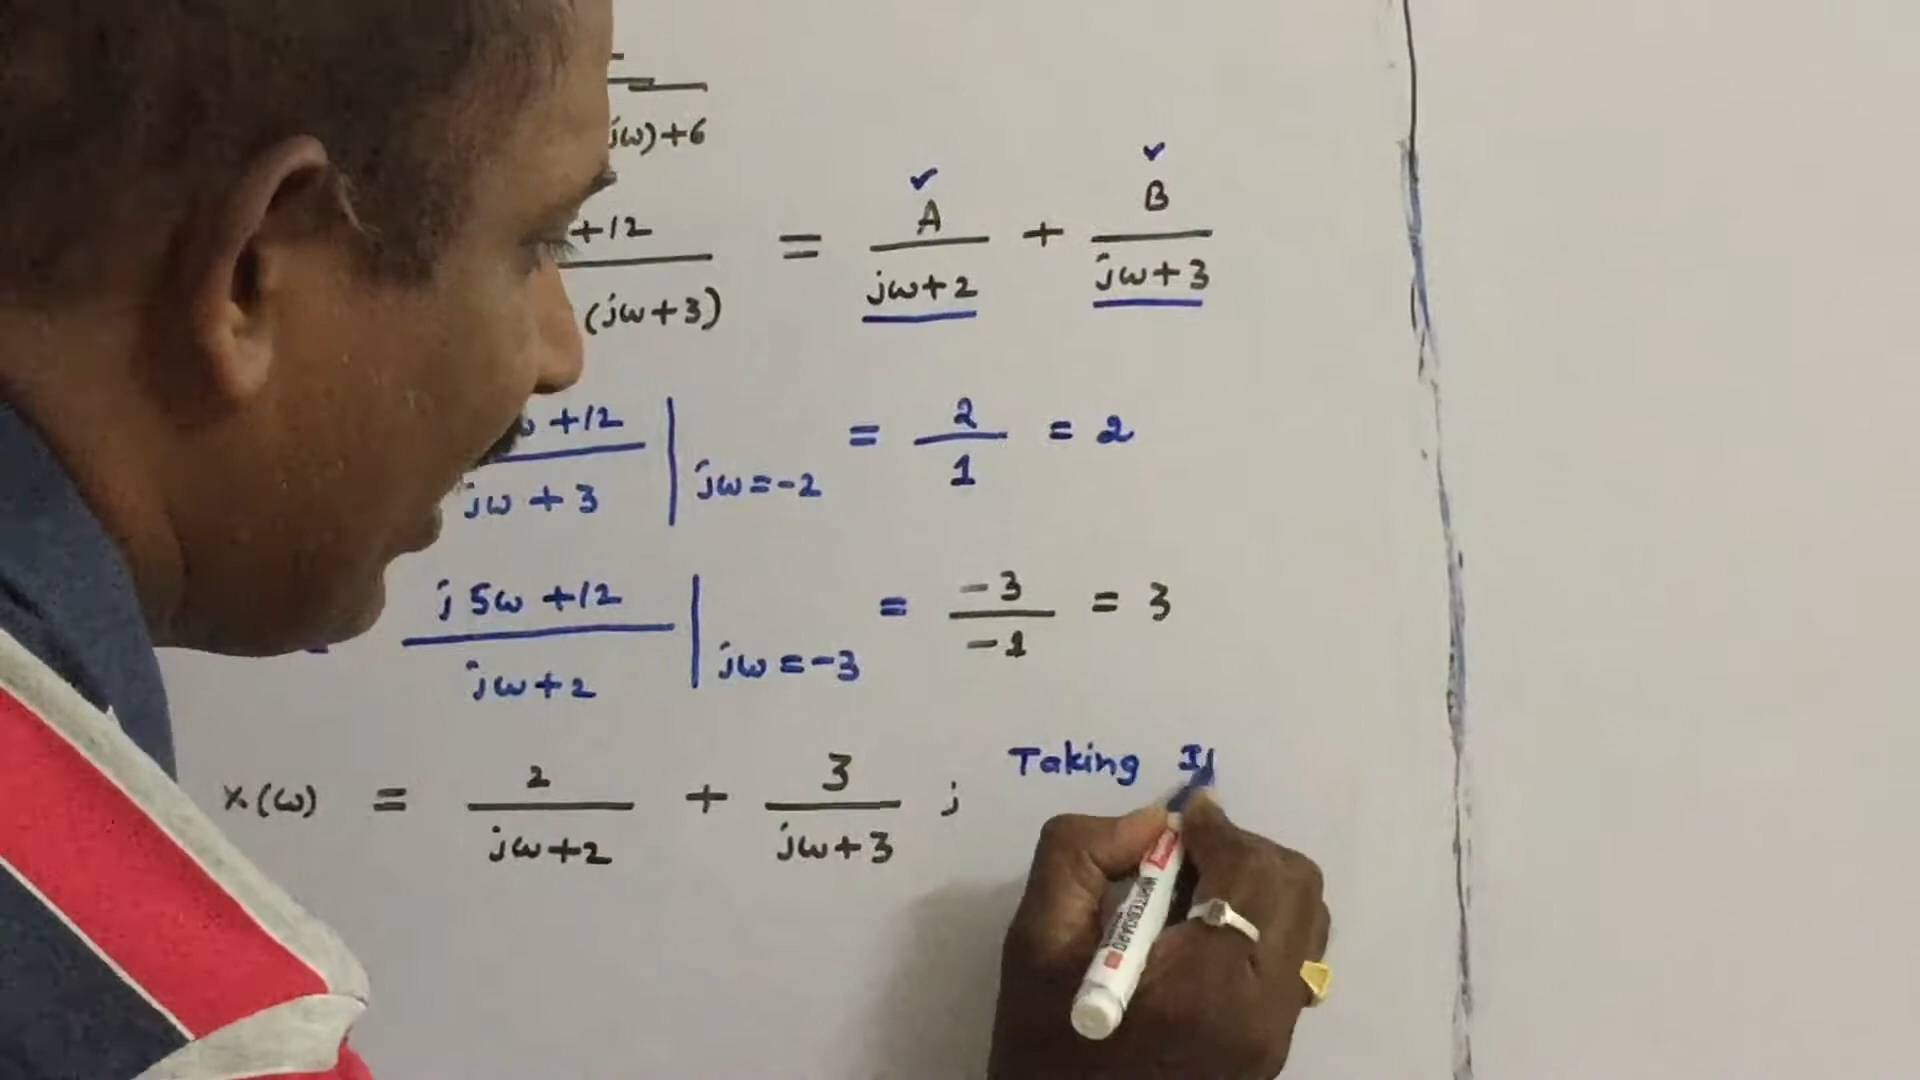 jω)+6
+12 / (jω+3) = A / jω+2 + B / jω+3
ω +12 / jω + 3 | jω = -2 = 2 / 1 = 2
j5ω +12 / jω+2 | jω = -3 = -3 / -1 = 3
X(ω) = 2 / jω+2 + 3 / jω+3 ; Taking
WHITEBOARD